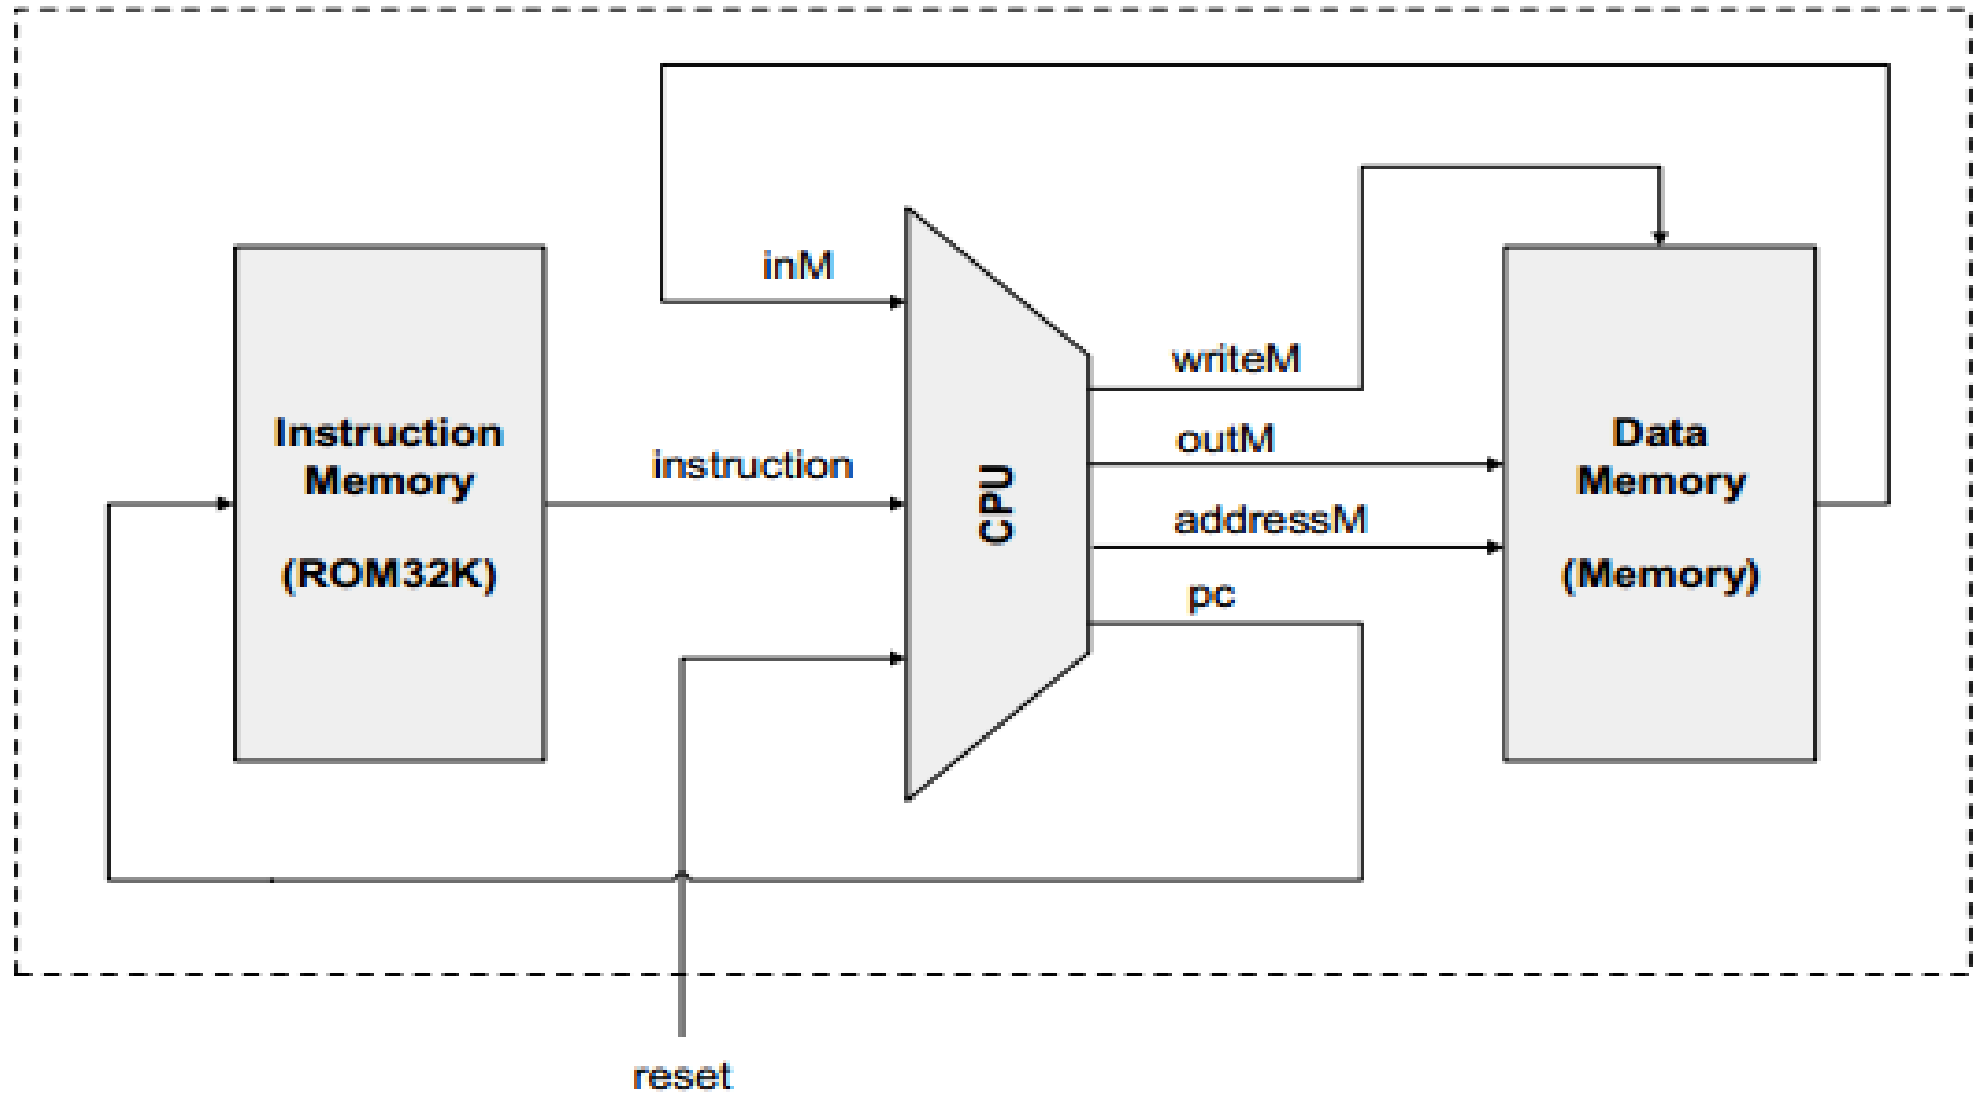 inM
writeM
Instruction
Memory
(ROM32K)
instruction
CPU
outM
addressM
pc
Data
Memory
(Memory)
reset